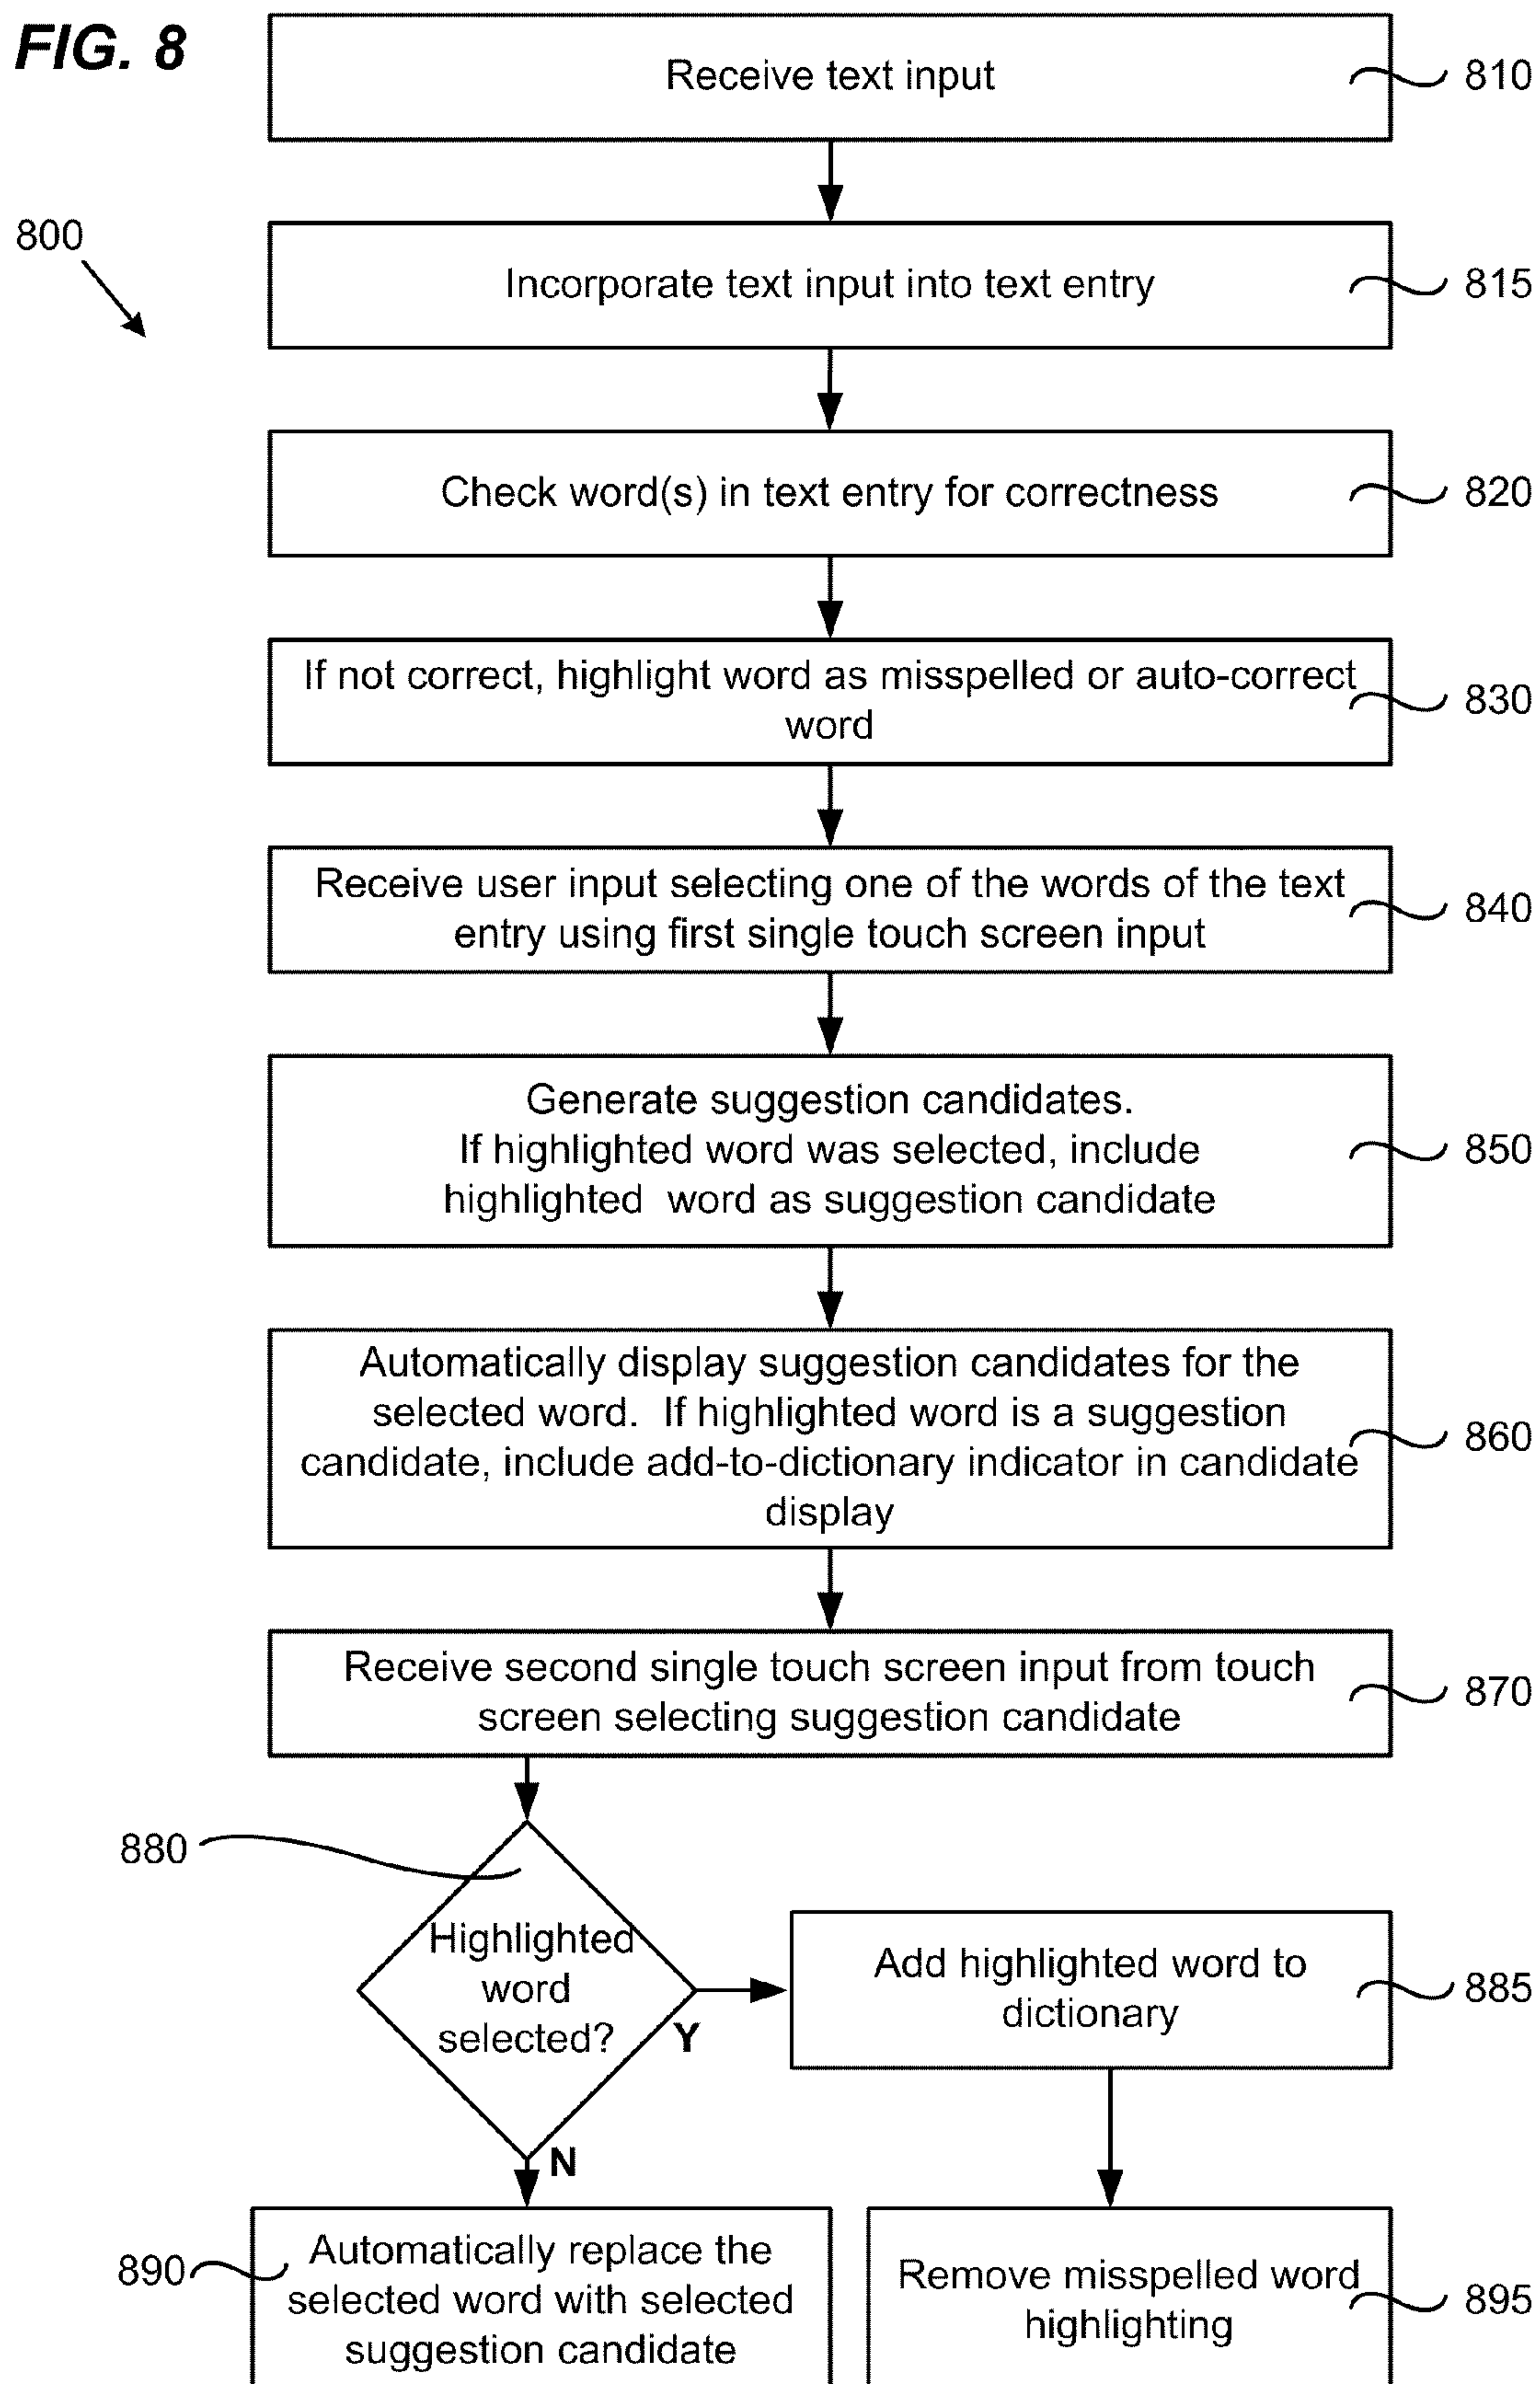 FIG. 8
Receive text input
810
800
Incorporate text input into text entry
815
Check word(s) in text entry for correctness
820
If not correct, highlight word as misspelled or auto-correct
word
830
Receive user input selecting one of the words of the text
entry using first single touch screen input
840
Generate suggestion candidates.
If highlighted word was selected, include
highlighted word as suggestion candidate
850
Automatically display suggestion candidates for the
selected word. If highlighted word is a suggestion
candidate, include add-to-dictionary indicator in candidate
display
860
Receive second single touch screen input from touch
screen selecting suggestion candidate
870
880
Highlighted
word
selected?
Y
N
Add highlighted word to
dictionary
885
890
Automatically replace the
selected word with selected
suggestion candidate
Remove misspelled word
highlighting
895